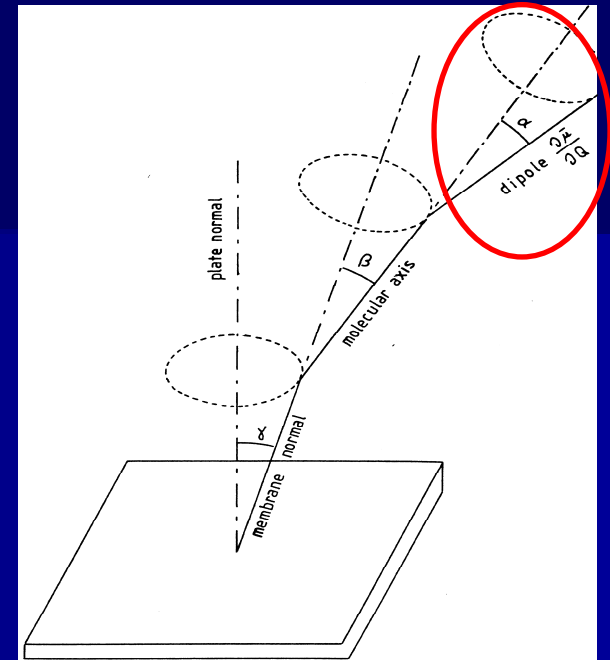 α
dipole ∂μ̄/∂Q
plate normal
β
molecular axis
α
membrane normal